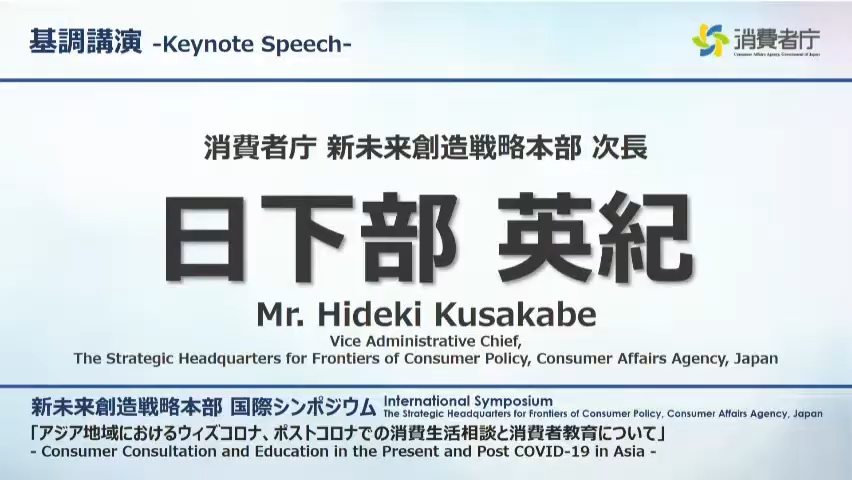 基調講演 -Keynote Speech-
消費者庁
Consumer Affairs Agency, Government of Japan
消費者庁 新未来創造戦略本部 次長
日下部 英紀
Mr. Hideki Kusakabe
Vice Administrative Chief,
The Strategic Headquarters for Frontiers of Consumer Policy, Consumer Affairs Agency, Japan
新未来創造戦略本部 国際シンポジウム
International Symposium
The Strategic Headquarters for Frontiers of Consumer Policy, Consumer Affairs Agency, Japan
「アジア地域におけるウィズコロナ、ポストコロナでの消費生活相談と消費者教育について」
- Consumer Consultation and Education in the Present and Post COVID-19 in Asia -